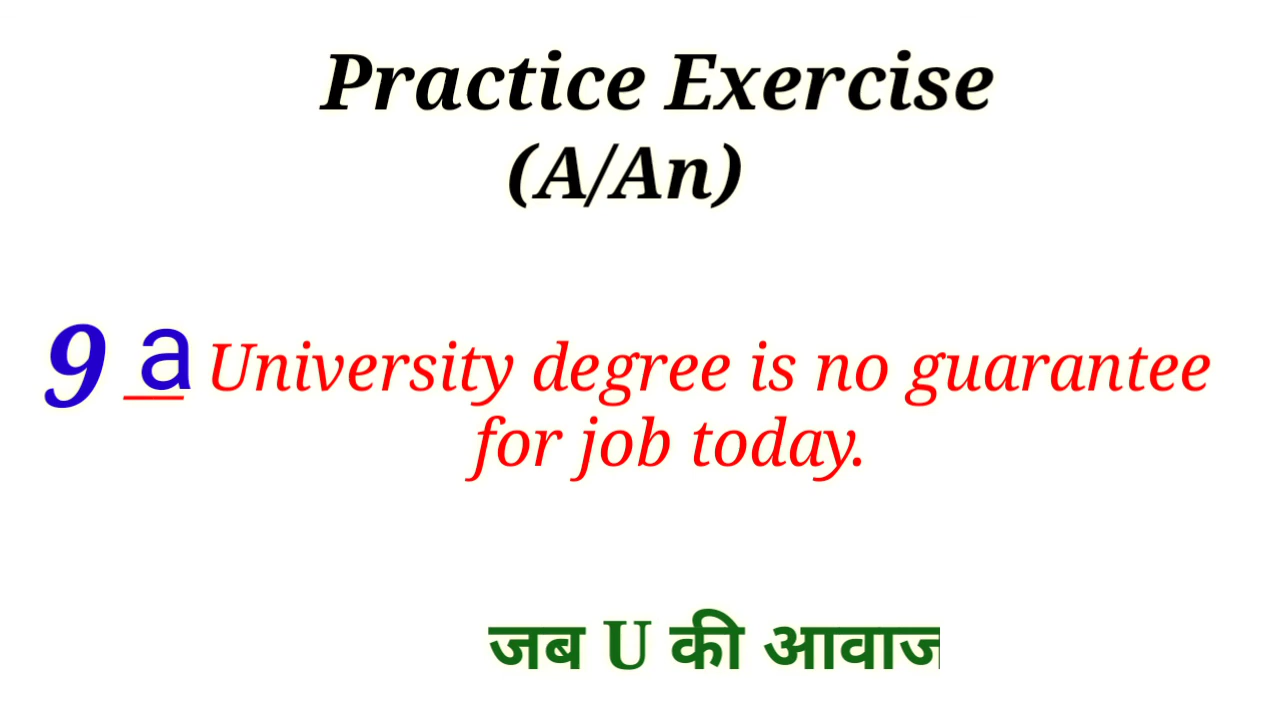 Practice Exercise
(A/An)
9 a University degree is no guarantee
for job today.
जब U की आवाज